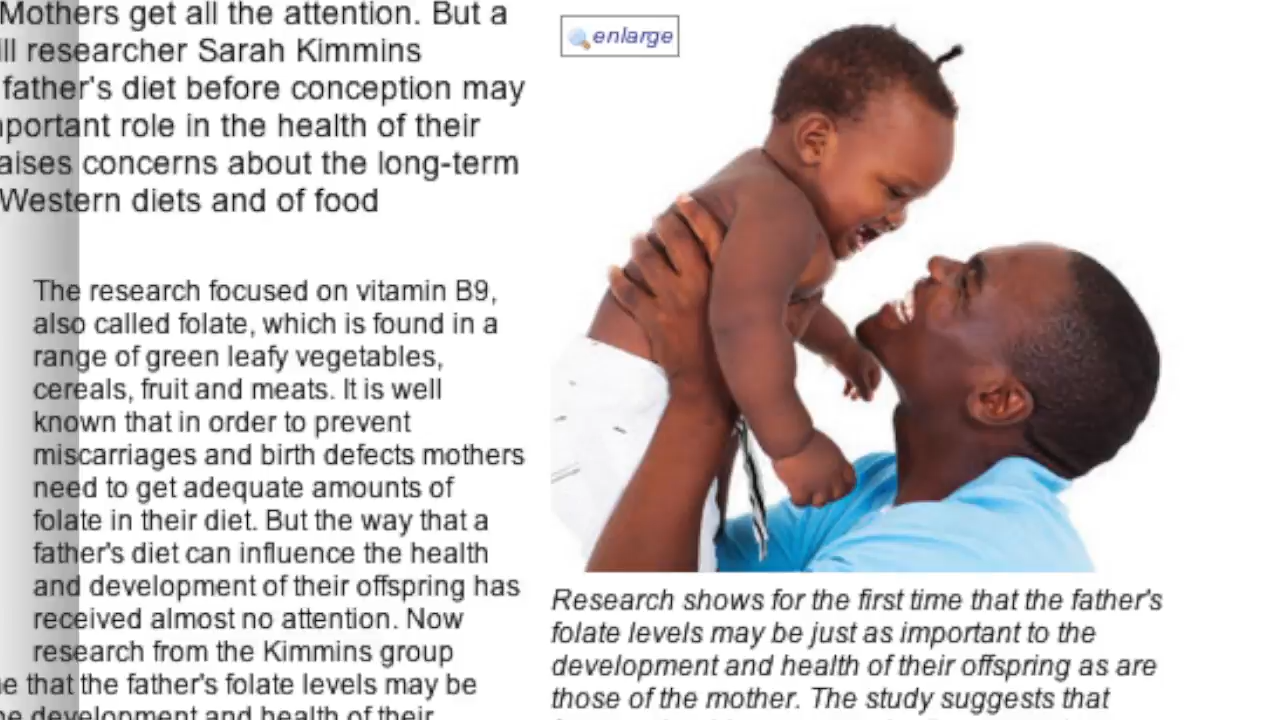 Mothers get all the attention. But a
ill researcher Sarah Kimmins
father's diet before conception may
portant role in the health of their
aises concerns about the long-term
Western diets and of food
The research focused on vitamin B9,
also called folate, which is found in a
range of green leafy vegetables,
cereals, fruit and meats. It is well
known that in order to prevent
miscarriages and birth defects mothers
need to get adequate amounts of
folate in their diet. But the way that a
father's diet can influence the health
and development of their offspring has
received almost no attention. Now
research from the Kimmins group
e that the father's folate levels may be
e development and health of their
enlarge
Research shows for the first time that the father's
folate levels may be just as important to the
development and health of their offspring as are
those of the mother. The study suggests that